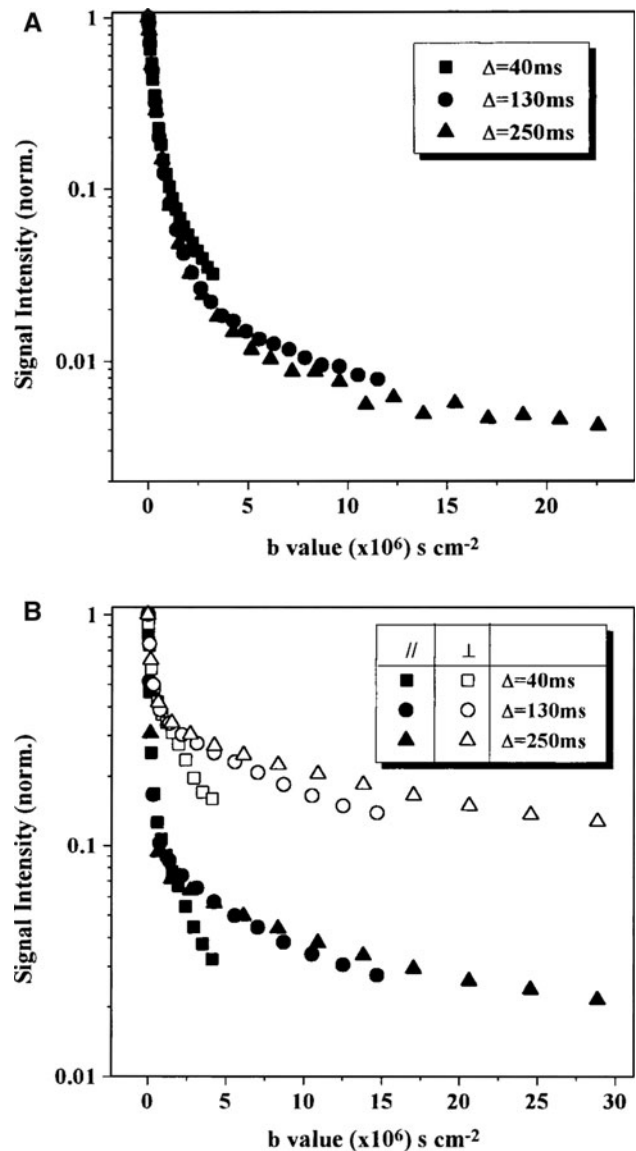 A
1
0.1
0.01
Signal Intensity (norm.)
Δ=40ms
Δ=130ms
Δ=250ms
0 5 10 15 20
b value (x10⁶) s cm⁻²
B
1
0.1
0.01
Signal Intensity (norm.)
// ⊥
Δ=40ms
Δ=130ms
Δ=250ms
0 5 10 15 20 25 30
b value (x10⁶) s cm⁻²